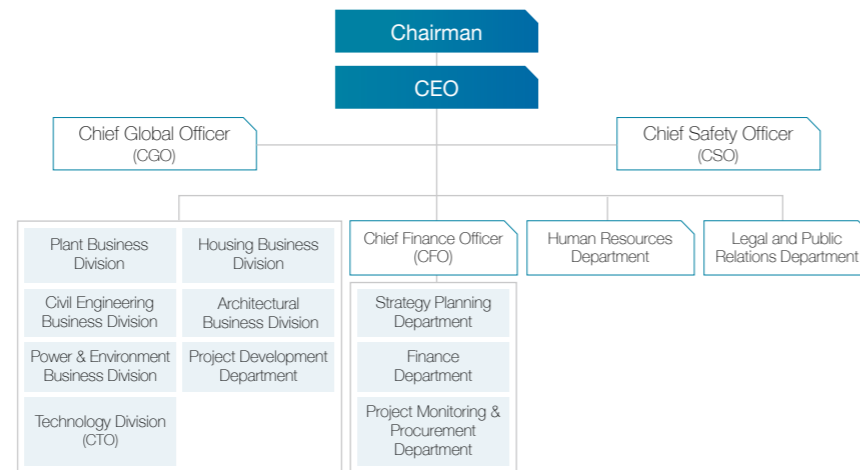 Chairman
CEO
Chief Global Officer
(CGO)
Chief Safety Officer
(CSO)
Plant Business
Division
Housing Business
Division
Civil Engineering
Business Division
Architectural
Business Division
Power & Environment
Business Division
Project Development
Department
Technology Division
(CTO)
Chief Finance Officer
(CFO)
Strategy Planning
Department
Finance
Department
Project Monitoring &
Procurement
Department
Human Resources
Department
Legal and Public
Relations Department